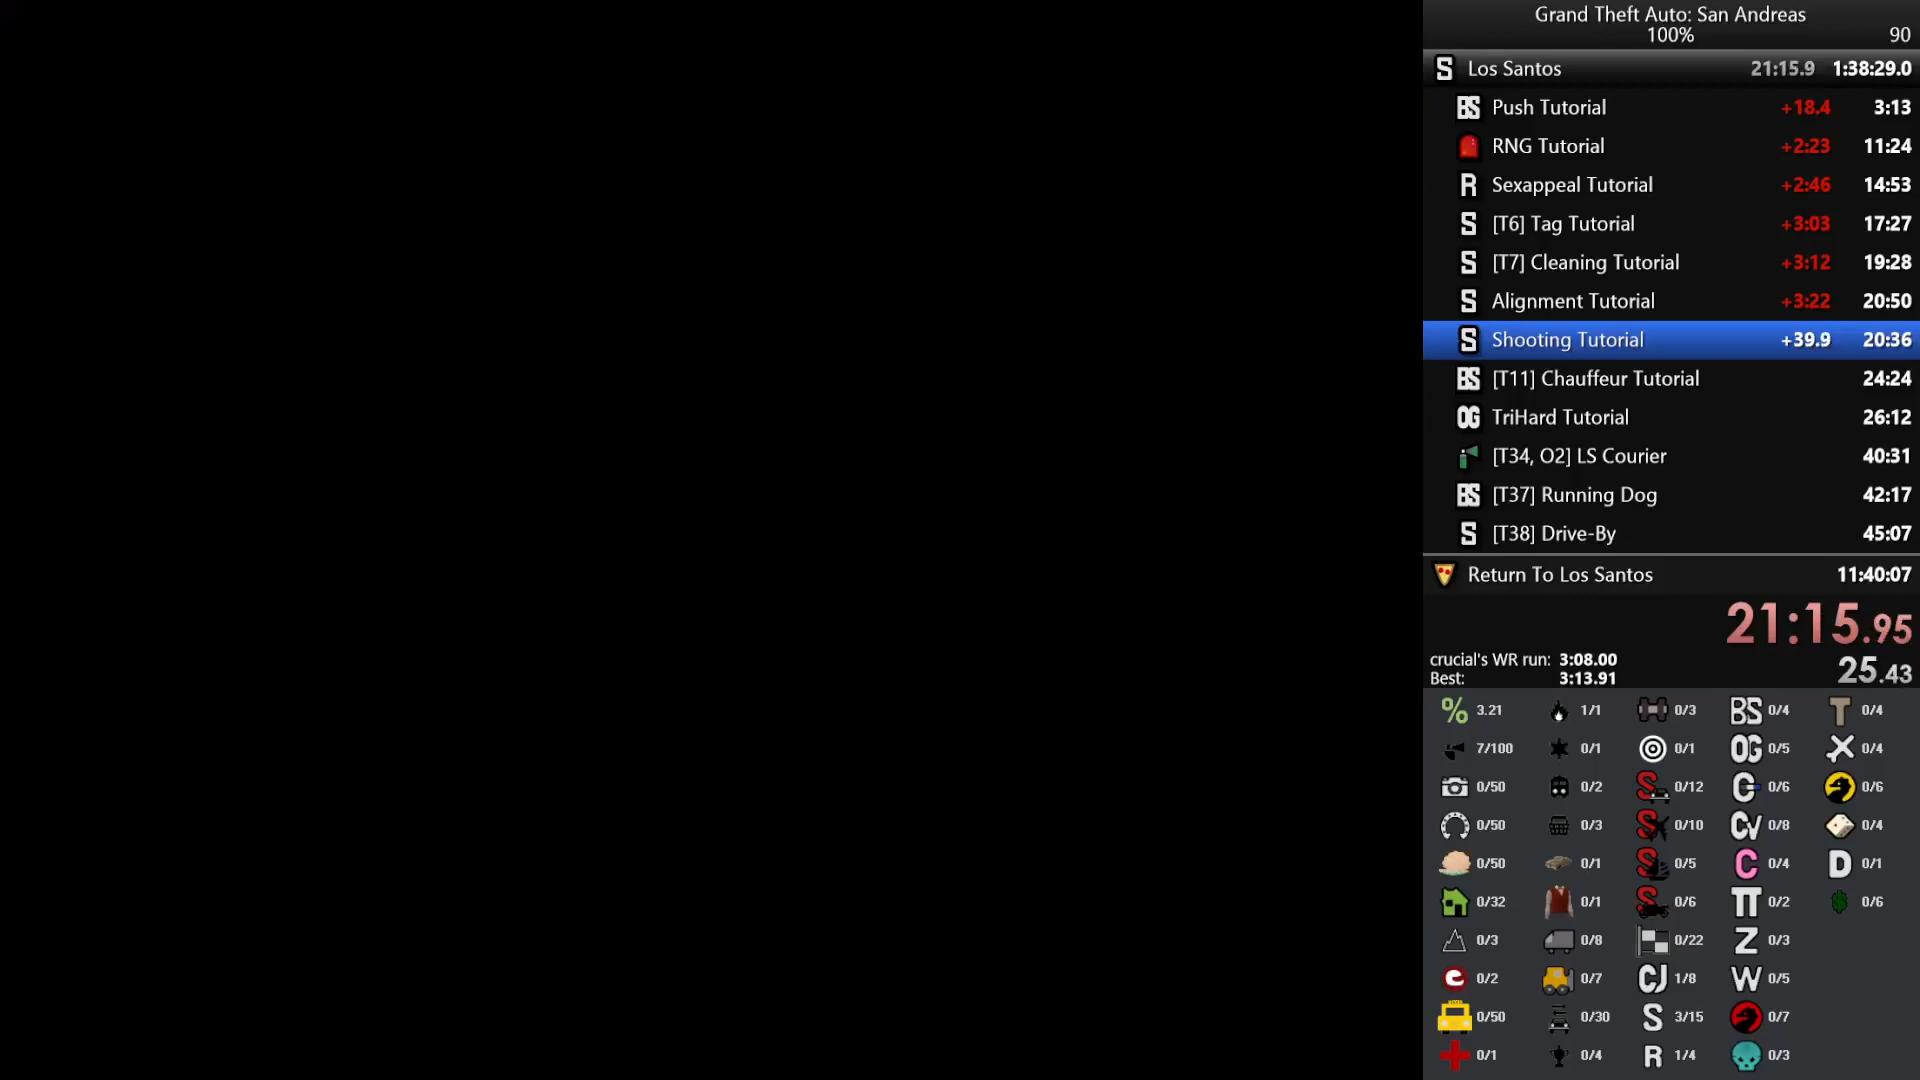 Grand Theft Auto: San Andreas
100% 90
S Los Santos 21:15.9 1:38:29.0
BS Push Tutorial +18.4 3:13
RNG Tutorial +2:23 11:24
R Sexappeal Tutorial +2:46 14:53
S [T6] Tag Tutorial +3:03 17:27
S [T7] Cleaning Tutorial +3:12 19:28
S Alignment Tutorial +3:22 20:50
S Shooting Tutorial +39.9 20:36
BS [T11] Chauffeur Tutorial 24:24
OG TriHard Tutorial 26:12
[T34, O2] LS Courier 40:31
BS [T37] Running Dog 42:17
S [T38] Drive-By 45:07
Return To Los Santos 11:40:07
21:15.95
crucial's WR run: 3:08.00
Best: 3:13.91
25.43
% 3.21 1/1 0/3 BS 0/4 T 0/4
7/100 0/1 0/1 OG 0/5 0/4
0/50 0/2 S 0/12 C 0/6 0/6
0/50 0/3 S 0/10 CV 0/8 0/4
0/50 0/1 S 0/5 C 0/4 D 0/1
0/32 0/1 S 0/6 0/2 $ 0/6
0/3 0/8 0/22 Z 0/3
e 0/2 0/7 CJ 1/8 W 0/5
0/50 0/30 S 3/15 0/7
0/1 0/4 R 1/4 0/3